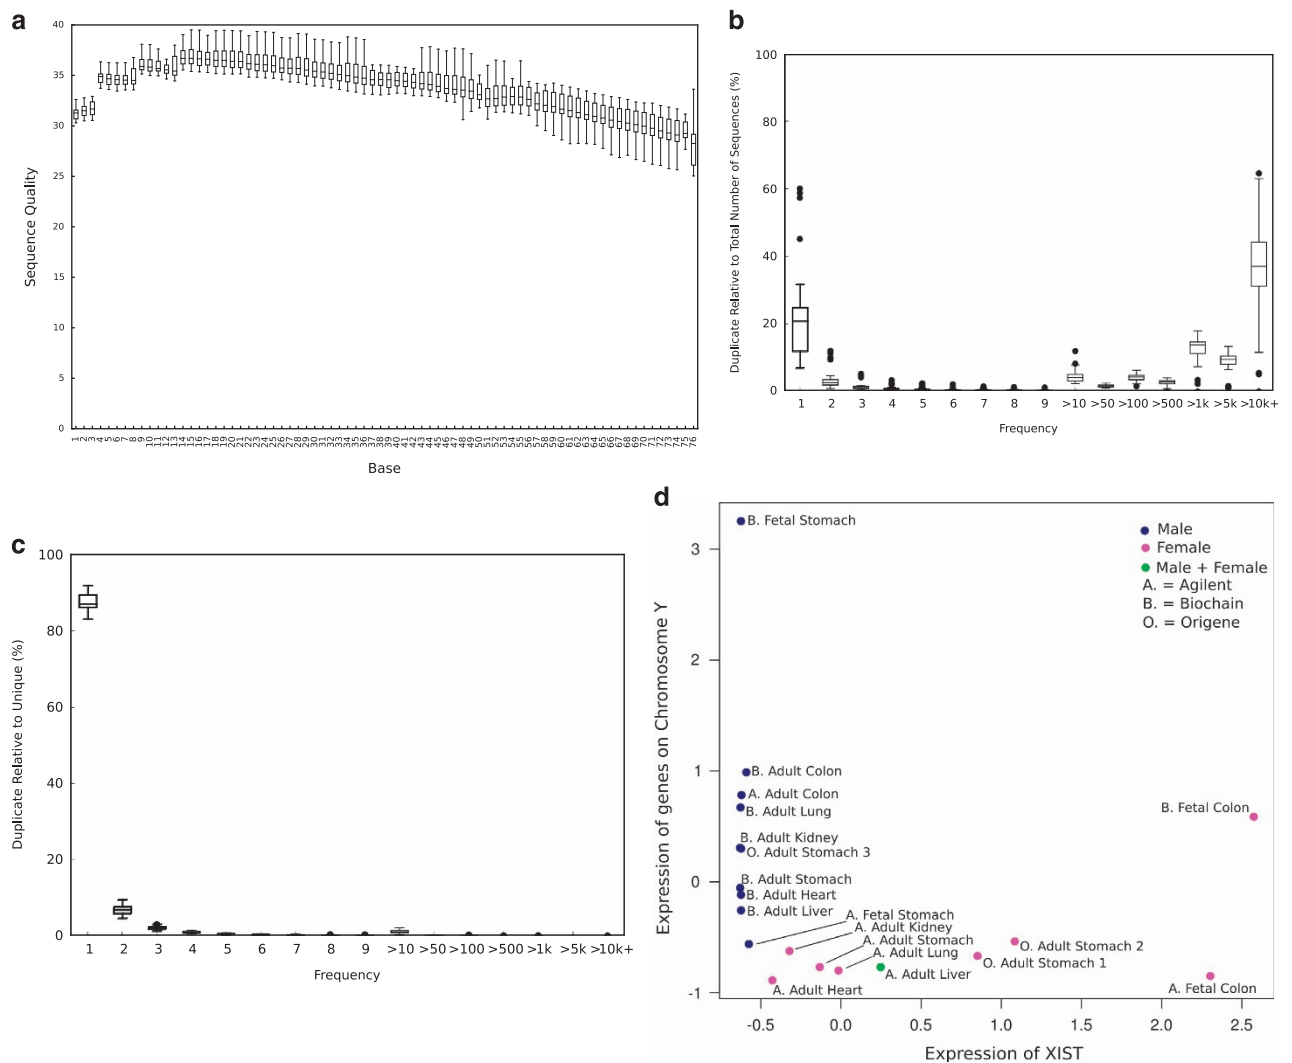 a
40
35
30
25
20
15
10
5
0
Sequence Quality
1 2 3 4 5 6 7 8 9 10 11 12 13 14 15 16 17 18 19 20 21 22 23 24 25 26 27 28 29 30 31 32 33 34 35 36 37 38 39 40 41 42 43 44 45 46 47 48 49 50 51 52 53 54 55 56 57 58 59 60 61 62 63 64 65 66 67 68 69 70 71 72 73 74 75 76
Base
b
100
80
60
40
20
0
Duplicate Relative to Total Number of Sequences (%)
1 2 3 4 5 6 7 8 9 >10 >50 >100 >500 >1k >5k >10k+
Frequency
c
100
80
60
40
20
0
Duplicate Relative to Unique (%)
1 2 3 4 5 6 7 8 9 >10 >50 >100 >500 >1k >5k >10k+
Frequency
d
3
2
1
0
-1
Expression of genes on Chromosome Y
B. Fetal Stomach
Male
Female
Male + Female
A. = Agilent
B. = Biochain
O. = Origene
B. Adult Colon
A. Adult Colon
B. Adult Lung
B. Fetal Colon
B. Adult Kidney
O. Adult Stomach 3
B. Adult Stomach
B. Adult Heart
B. Adult Liver
A. Fetal Stomach
A. Adult Kidney
A. Adult Stomach
A. Adult Lung
O. Adult Stomach 2
O. Adult Stomach 1
A. Adult Liver
A. Adult Heart
A. Fetal Colon
-0.5 0.0 0.5 1.0 1.5 2.0 2.5
Expression of XIST